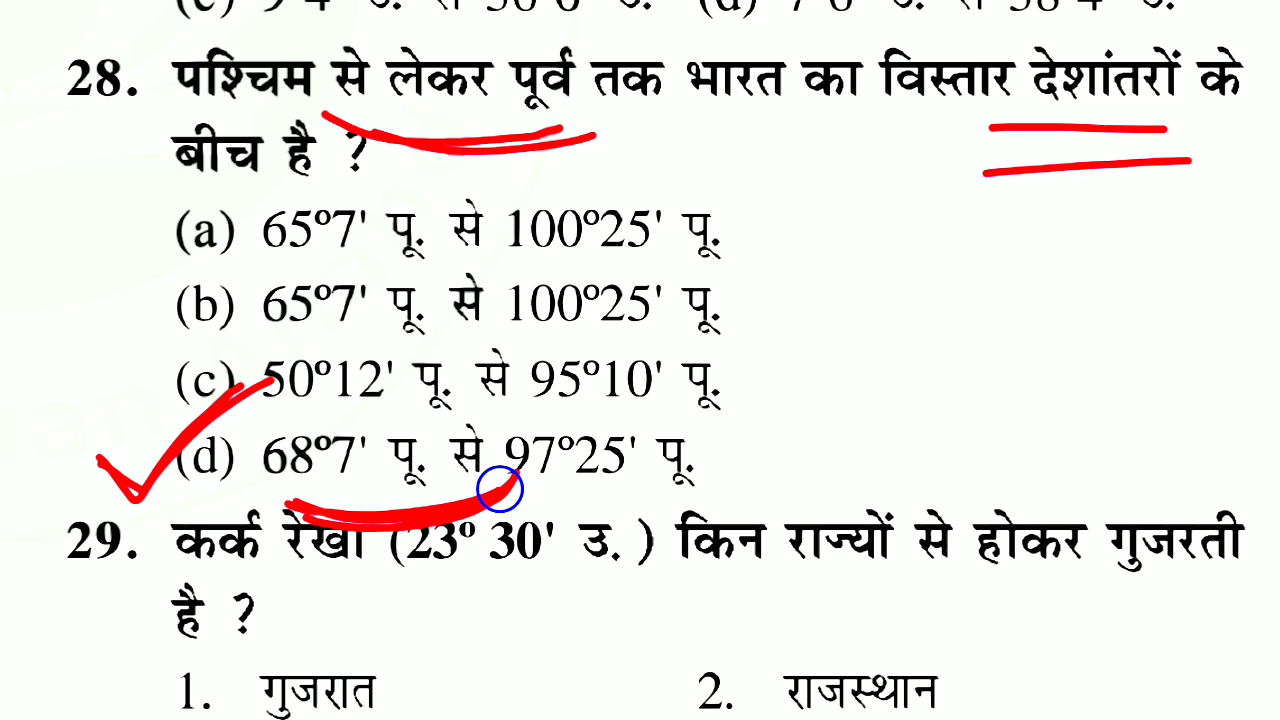 28. पश्चिम से लेकर पूर्व तक भारत का विस्तार देशांतरों के
बीच है ?
(a) 65º7' पू. से 100º25' पू.
(b) 65º7' पू. से 100º25' पू.
(c) 50º12' पू. से 95º10' पू.
(d) 68º7' पू. से 97º25' पू.
29. कर्क रेखा (23º 30' उ. ) किन राज्यों से होकर गुजरती
है ?
1. गुजरात 2. राजस्थान